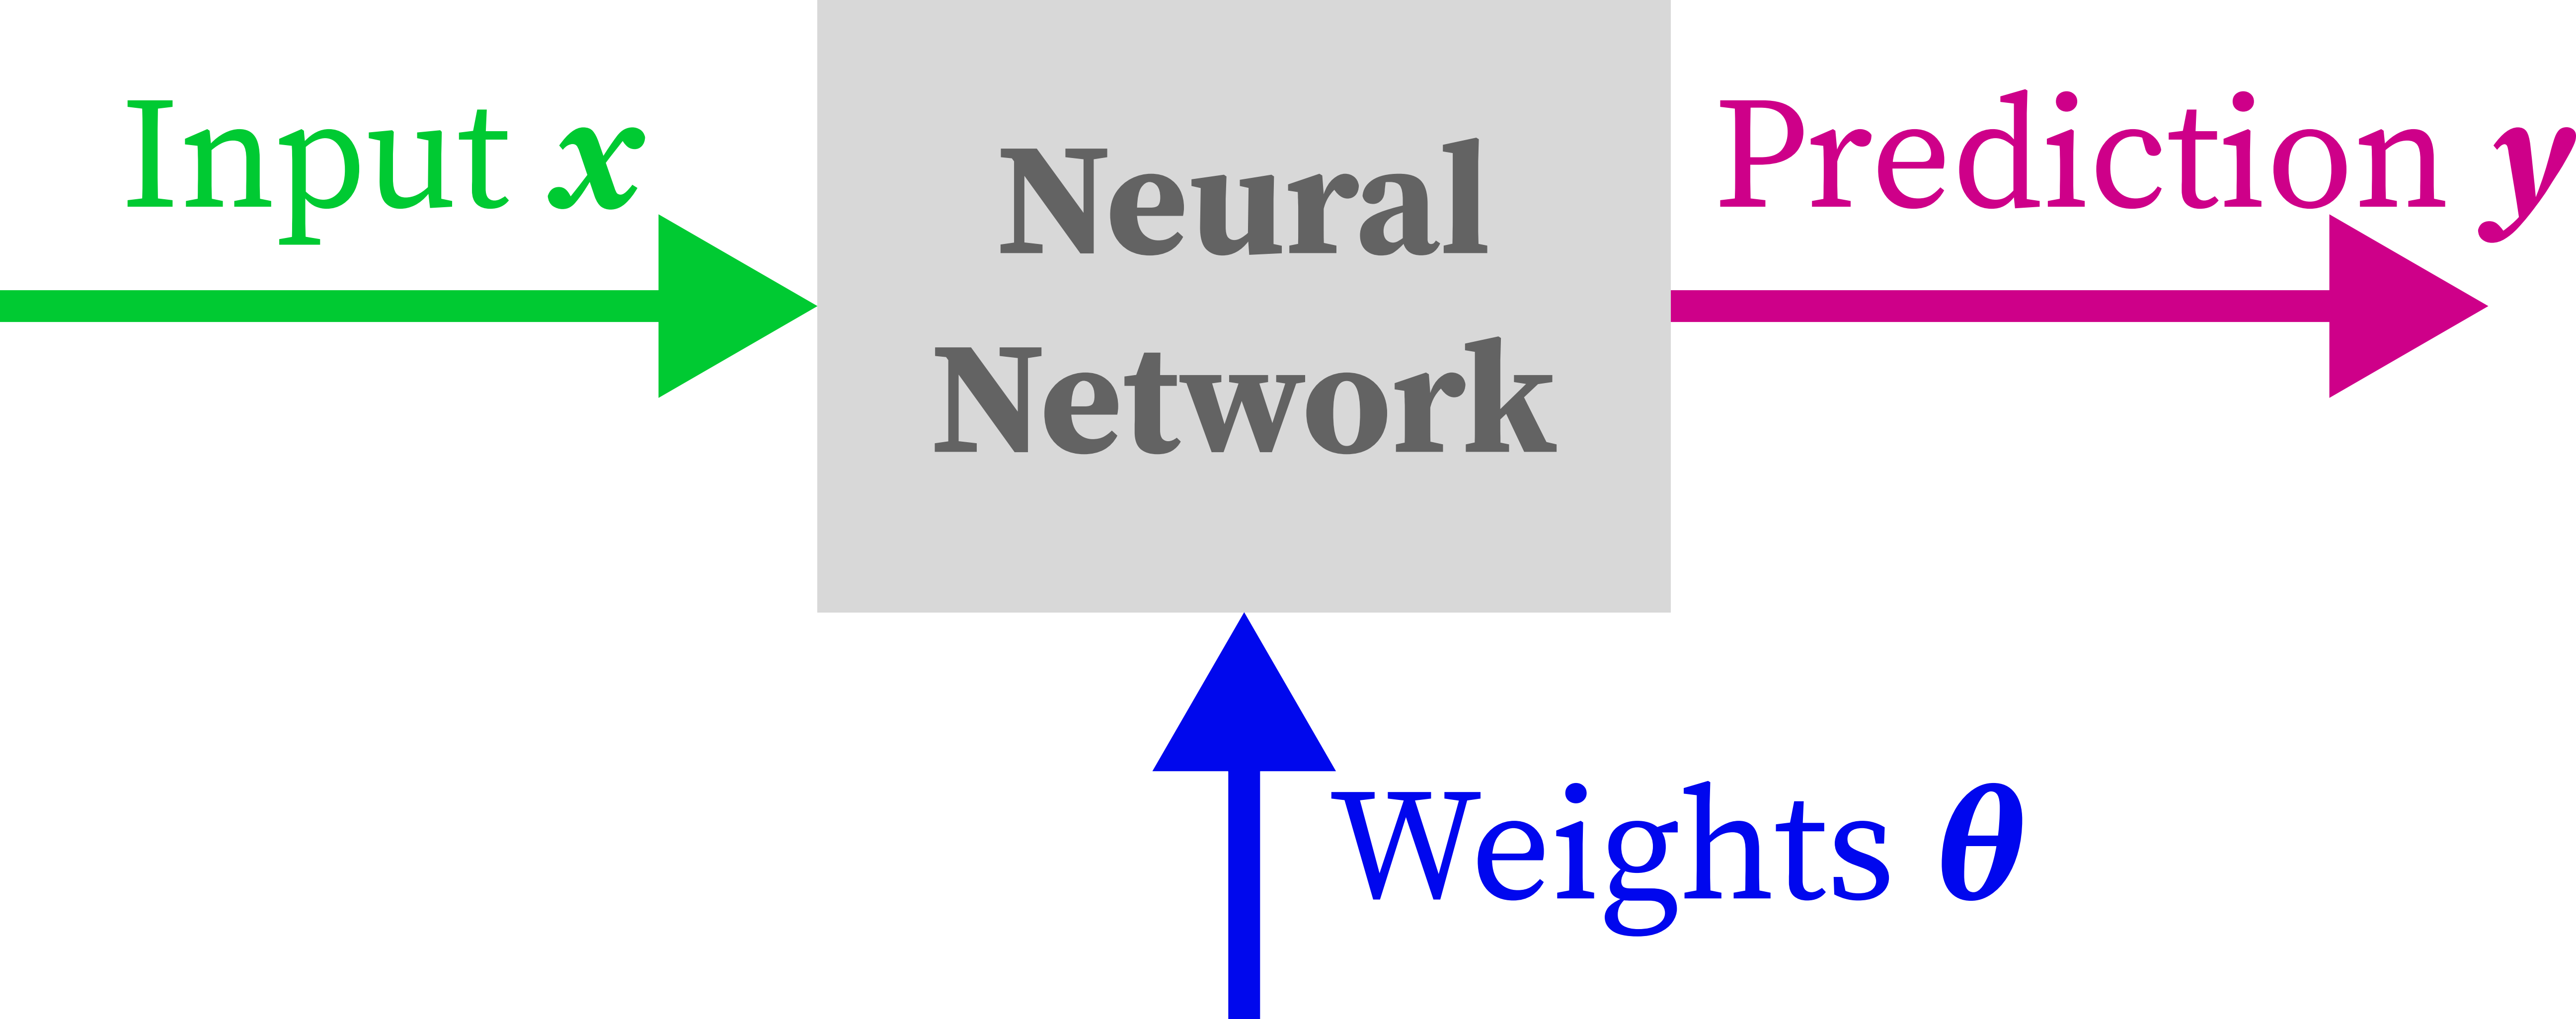 Input x
Neural
Network
Prediction y
Weights θ